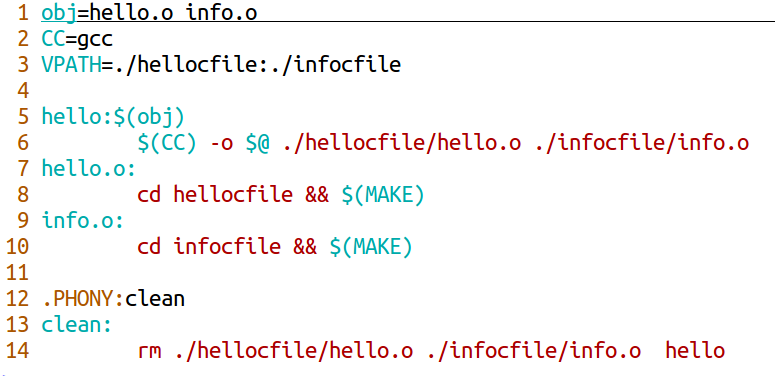 1 obj=hello.o info.o
2 CC=gcc
3 VPATH=./hellocfile:./infocfile
4
5 hello:$(obj)
6         $(CC) -o $@ ./hellocfile/hello.o ./infocfile/info.o
7 hello.o:
8         cd hellocfile && $(MAKE)
9 info.o:
10         cd infocfile && $(MAKE)
11
12 .PHONY:clean
13 clean:
14         rm ./hellocfile/hello.o ./infocfile/info.o  hello